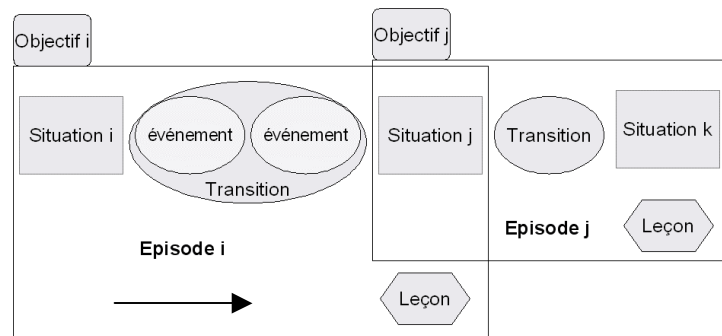 Objectif i
Objectif j
Situation i
événement
événement
Transition
Situation j
Transition
Situation k
Episode i
Episode j
Leçon
Leçon